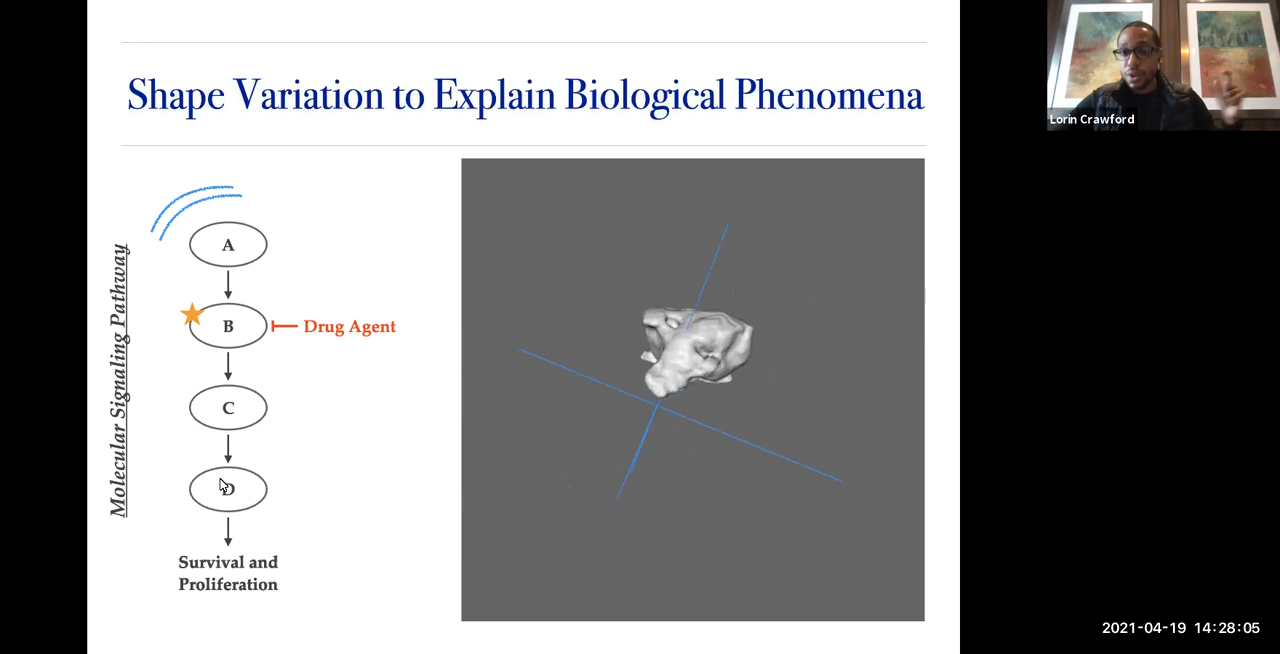 Shape Variation to Explain Biological Phenomena
Lorin Crawford
Molecular Signaling Pathway
A
B
Drug Agent
C
D
Survival and
Proliferation
2021-04-19 14:28:05